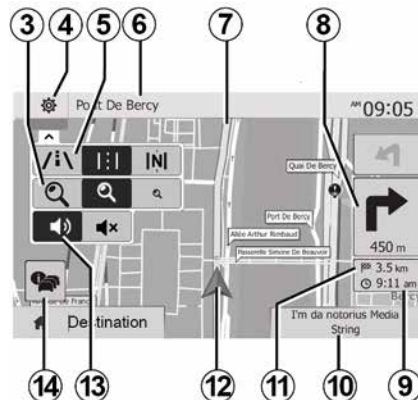 3 4 5 6 7 8
Port De Bercy
AM 09:05
N
Quai De Bercy
Port De Bercy
Allée Arthur Rimbaud
Passerelle Simone De Beauvoir
450 m
3.5 km
9:11 am
Destination
I'm da notorius Media
String
14 13 12 11 10 9